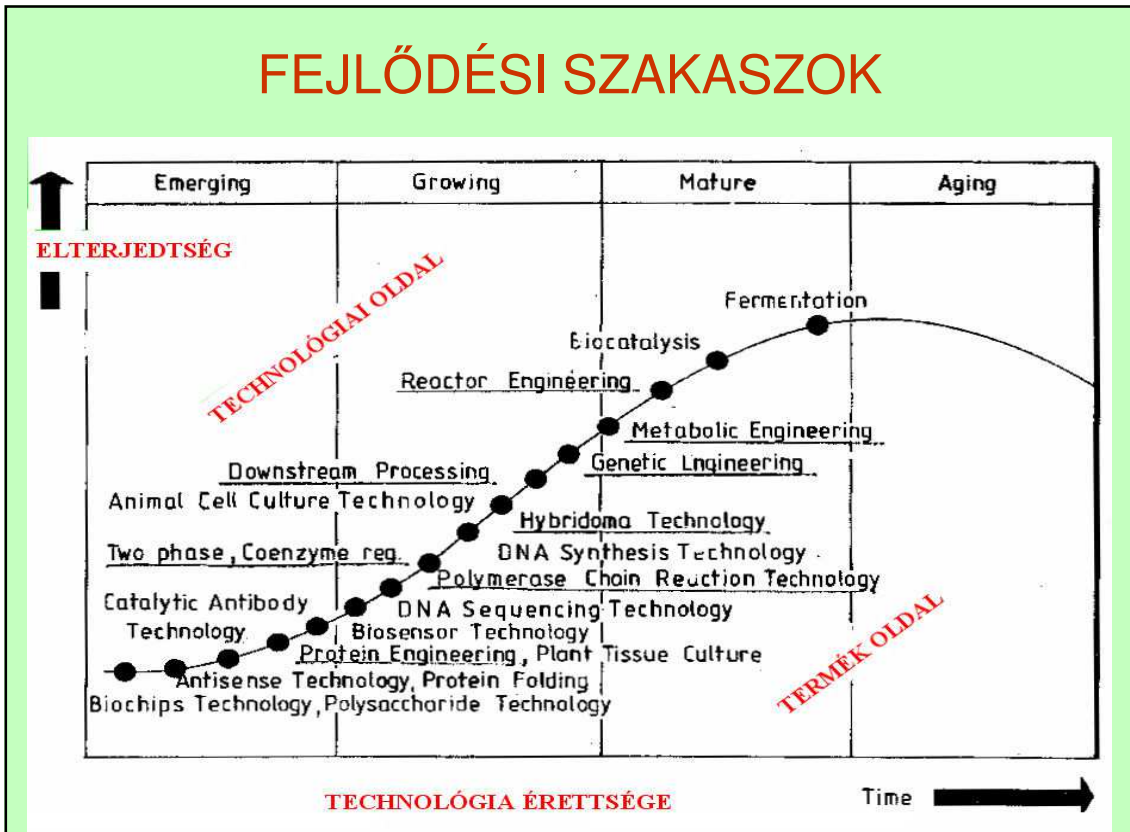 FEJLŐDÉSI SZAKASZOK
Emerging Growing Mature Aging
ELTERJEDTSÉG
TECHNOLÓGIAI OLDAL
Fermentation
Biocatalysis
Reactor Engineering
Metabolic Engineering
Downstream Processing
Genetic Engineering
Animal Cell Culture Technology
Hybridoma Technology
Two phase, Coenzyme reg.
DNA Synthesis Technology
Polymerase Chain Reaction Technology
Catalytic Antibody
Technology
DNA Sequencing Technology
Biosensor Technology
Protein Engineering, Plant Tissue Culture
Antisense Technology, Protein Folding
Biochips Technology, Polysaccharide Technology
TERMÉK OLDAL
TECHNOLÓGIA ÉRETTSÉGE
Time